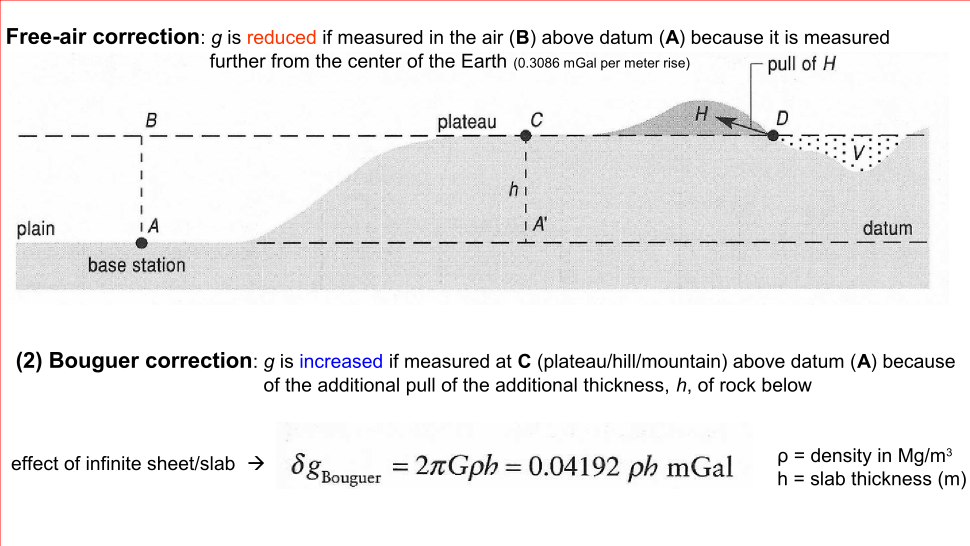 Free-air correction: g is reduced if measured in the air (B) above datum (A) because it is measured
further from the center of the Earth (0.3086 mGal per meter rise)
pull of H
B
plateau
C
H
D
V
h
plain
A
A'
datum
base station
(2) Bouguer correction: g is increased if measured at C (plateau/hill/mountain) above datum (A) because
of the additional pull of the additional thickness, h, of rock below
effect of infinite sheet/slab → δg_Bouguer = 2πGρh = 0.04192 ρh mGal
ρ = density in Mg/m³
h = slab thickness (m)